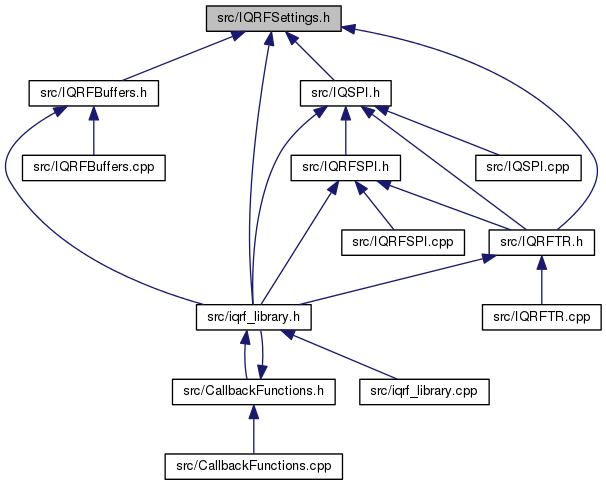 src/IQRFSettings.h
src/IQRFBuffers.h
src/IQSPI.h
src/IQRFBuffers.cpp
src/IQRFSPI.h
src/IQSPI.cpp
src/IQRFSPI.cpp
src/IQRFTR.h
src/iqrf_library.h
src/IQRFTR.cpp
src/CallbackFunctions.h
src/iqrf_library.cpp
src/CallbackFunctions.cpp